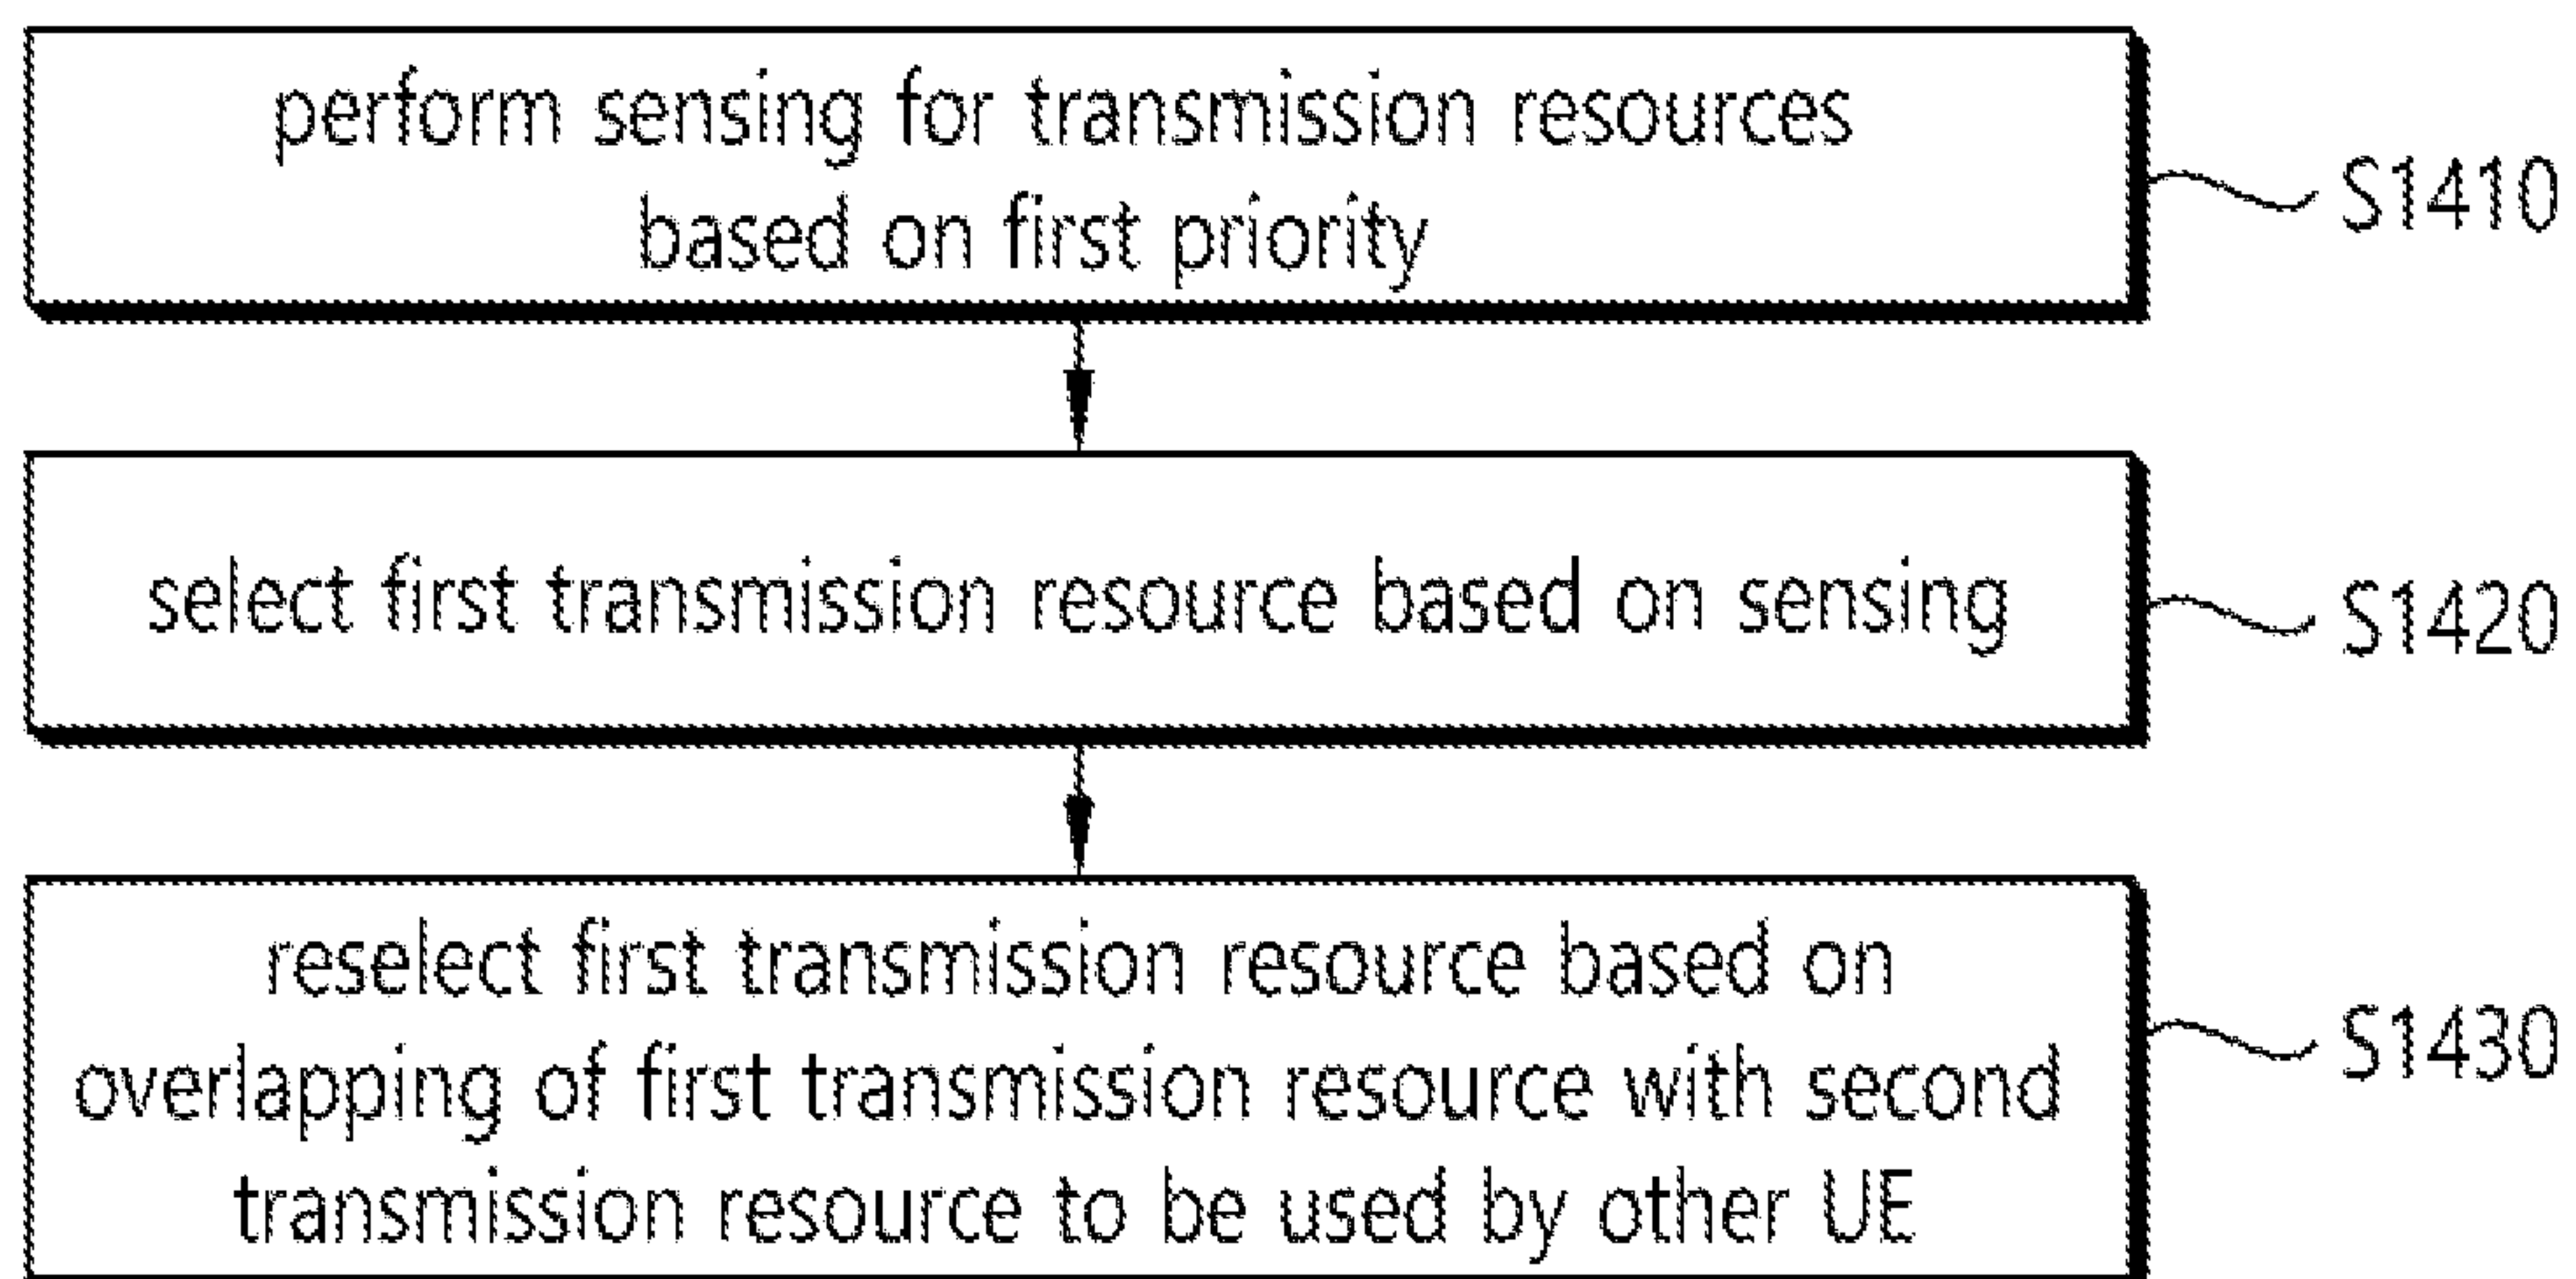 perform sensing for transmission resources
based on first priority
S1410
select first transmission resource based on sensing
S1420
reselect first transmission resource based on
overlapping of first transmission resource with second
transmission resource to be used by other UE
S1430